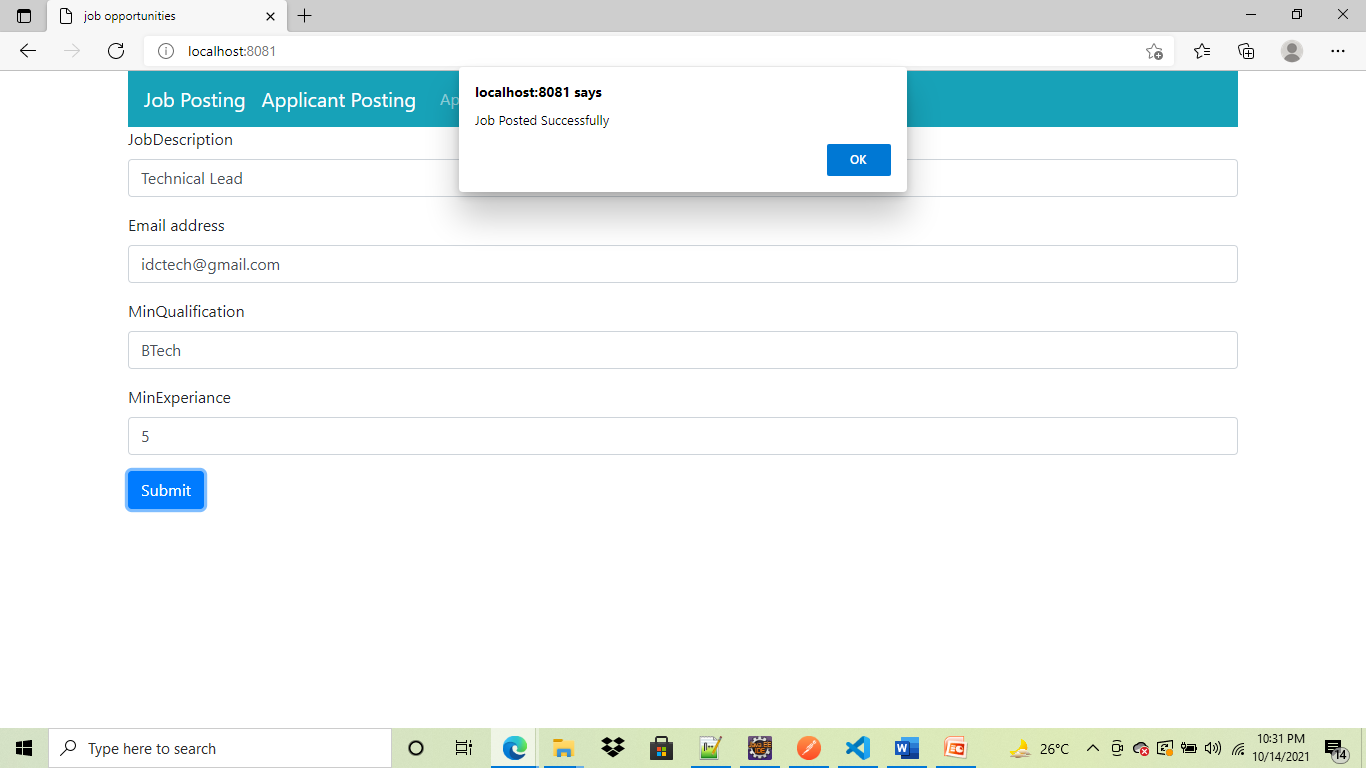 job opportunities
localhost:8081
Job Posting Applicant Posting Ap
localhost:8081 says
Job Posted Successfully
OK
JobDescription
Technical Lead
Email address
idctech@gmail.com
MinQualification
BTech
MinExperiance
5
Submit
Type here to search
26°C
10:31 PM
10/14/2021
14